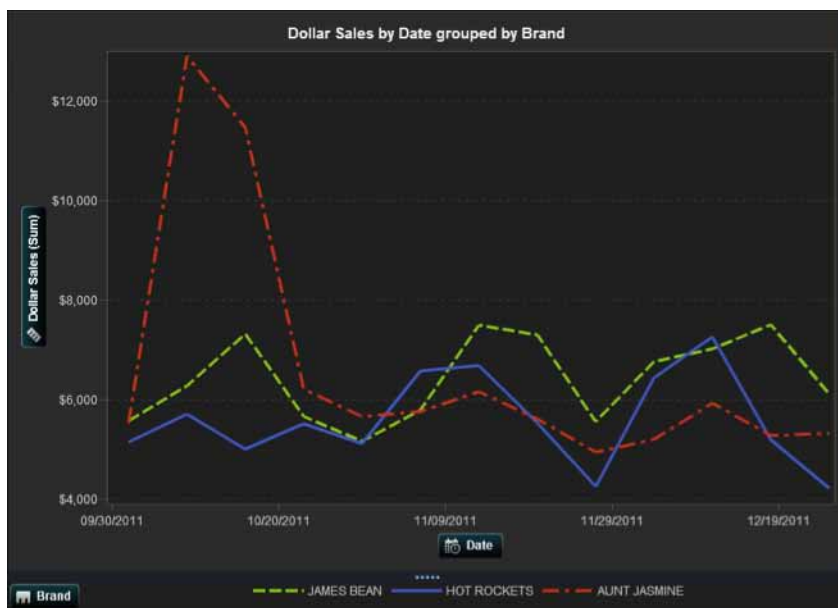 Dollar Sales by Date grouped by Brand
$12,000
$10,000
$8,000
$6,000
$4,000
Dollar Sales (Sum)
09/30/2011 10/20/2011 11/09/2011 11/29/2011 12/19/2011
Date
Brand
JAMES BEAN HOT ROCKETS AUNT JASMINE